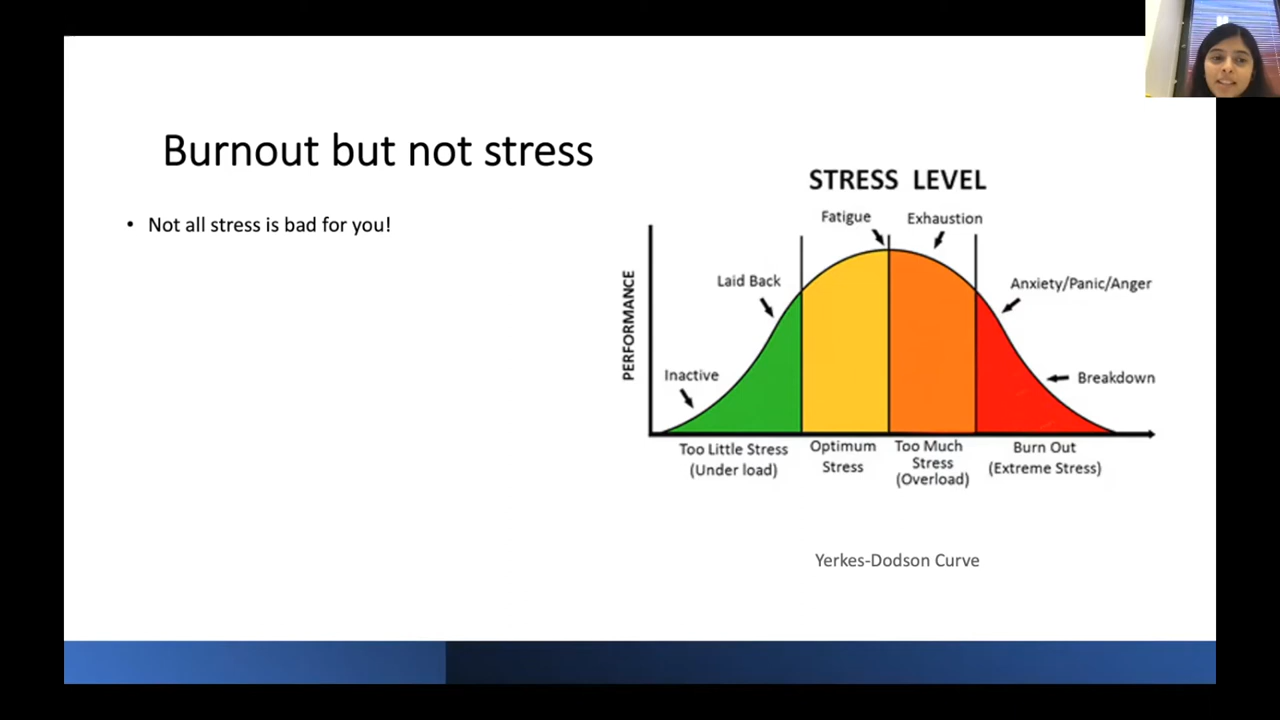 Burnout but not stress
• Not all stress is bad for you!
STRESS LEVEL
Fatigue
Exhaustion
Laid Back
Anxiety/Panic/Anger
PERFORMANCE
Inactive
Breakdown
Too Little Stress
(Under load)
Optimum
Stress
Too Much
Stress
(Overload)
Burn Out
(Extreme Stress)
Yerkes-Dodson Curve